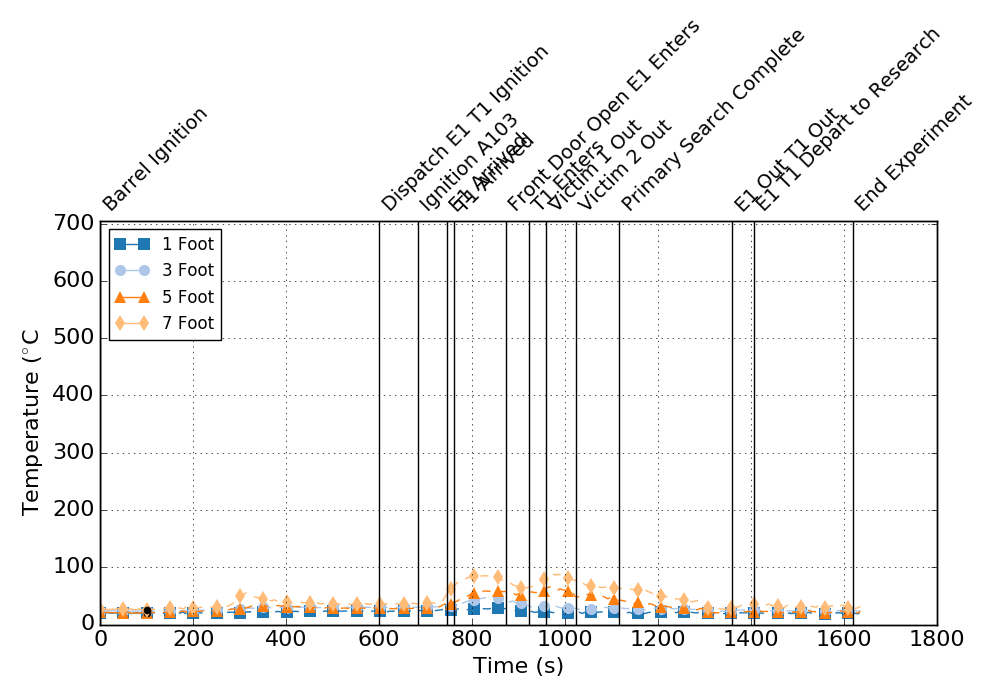 Barrel Ignition
Dispatch E1 T1 Ignition
Ignition A103
E1 Arrived
T1 Arrived
Front Door Open E1 Enters
T1 Enters
Victim 1 Out
Victim 2 Out
Primary Search Complete
E1 Out T1 Out
E1 T1 Depart to Research
End Experiment
700
600
500
400
300
200
100
0
Temperature (°C
1 Foot
3 Foot
5 Foot
7 Foot
0 200 400 600 800 1000 1200 1400 1600 1800
Time (s)